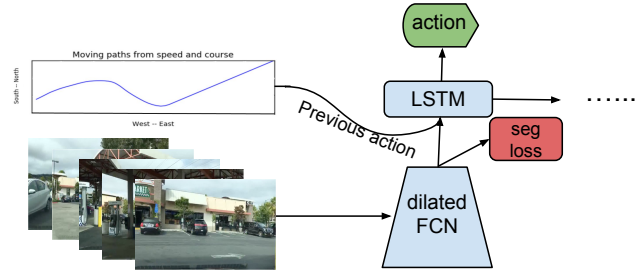 Moving paths from speed and course
South -- North
West -- East
Previous action
action
LSTM
......
seg
loss
dilated
FCN